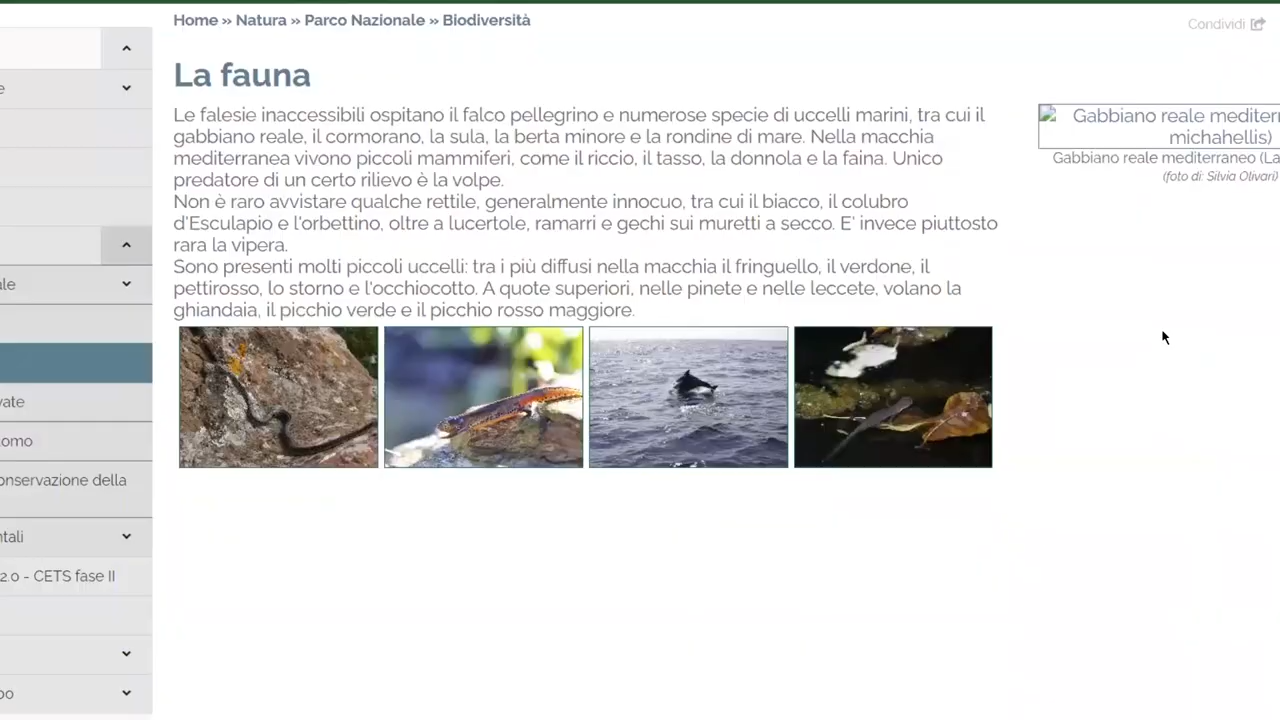 Home » Natura » Parco Nazionale » Biodiversità
Condividi
La fauna
Le falesie inaccessibili ospitano il falco pellegrino e numerose specie di uccelli marini, tra cui il
gabbiano reale, il cormorano, la sula, la berta minore e la rondine di mare. Nella macchia
mediterranea vivono piccoli mammiferi, come il riccio, il tasso, la donnola e la faina. Unico
predatore di un certo rilievo è la volpe.
Non è raro avvistare qualche rettile, generalmente innocuo, tra cui il biacco, il colubro
d'Esculapio e l'orbettino, oltre a lucertole, ramarri e gechi sui muretti a secco. E' invece piuttosto
rara la vipera.
Sono presenti molti piccoli uccelli: tra i più diffusi nella macchia il fringuello, il verdone, il
pettirosso, lo storno e l'occhiocotto. A quote superiori, nelle pinete e nelle leccete, volano la
ghiandaia, il picchio verde e il picchio rosso maggiore.
Gabbiano reale mediterr
michahellis)
Gabbiano reale mediterraneo (La
(foto di: Silvia Olivari)
e
ale
vate
omo
onservazione della
ntali
2.0 - CETS fase II
po